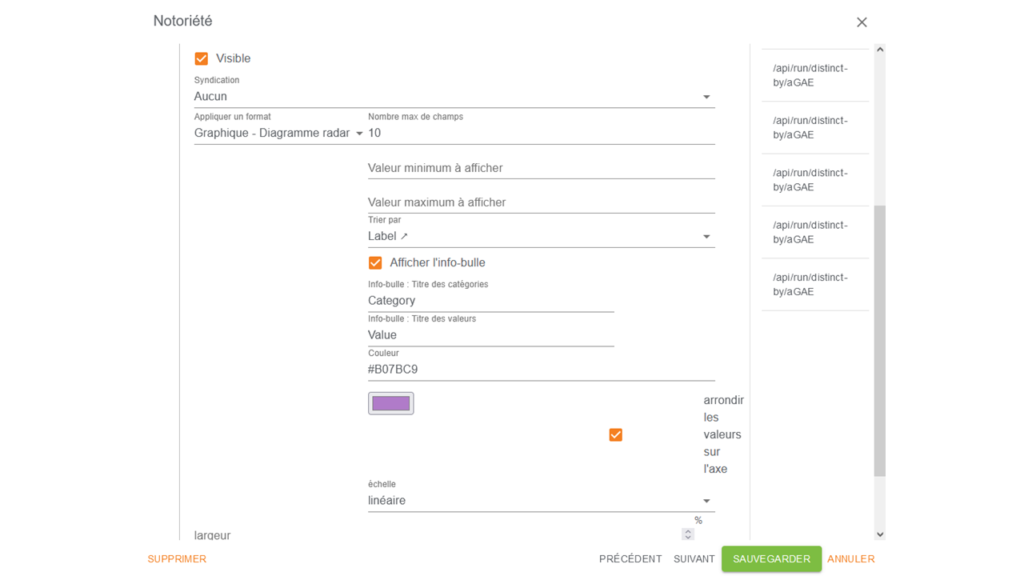 Notoriété
Visible
Syndication
Aucun
Appliquer un format
Graphique - Diagramme radar
Nombre max de champs
10
Valeur minimum à afficher
Valeur maximum à afficher
Trier par
Label ↗
Afficher l'info-bulle
Info-bulle : Titre des catégories
Category
Info-bulle : Titre des valeurs
Value
Couleur
#B07BC9
arrondir
les
valeurs
sur
l'axe
échelle
linéaire
%
largeur
/api/run/distinct-
by/aGAE
/api/run/distinct-
by/aGAE
/api/run/distinct-
by/aGAE
/api/run/distinct-
by/aGAE
/api/run/distinct-
by/aGAE
SUPPRIMER
PRÉCÉDENT
SUIVANT
SAUVEGARDER
ANNULER